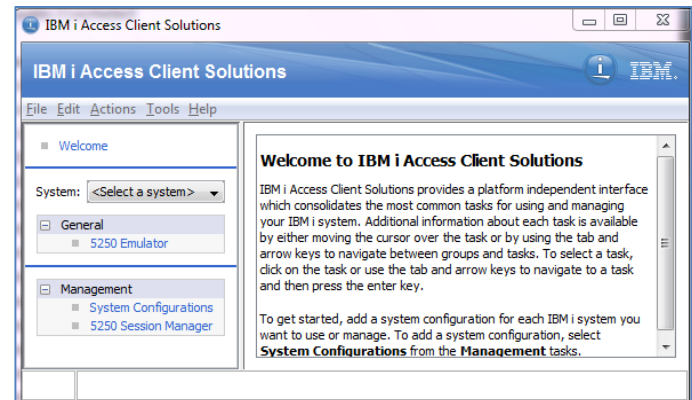 IBM i Access Client Solutions
IBM i Access Client Solutions
IBM.
File Edit Actions Tools Help
Welcome
System: <Select a system>
General
5250 Emulator
Management
System Configurations
5250 Session Manager
Welcome to IBM i Access Client Solutions
IBM i Access Client Solutions provides a platform independent interface
which consolidates the most common tasks for using and managing
your IBM i system. Additional information about each task is available
by either moving the cursor over the task or by using the tab and
arrow keys to navigate between groups and tasks. To select a task,
click on the task or use the tab and arrow keys to navigate to a task
and then press the enter key.
To get started, add a system configuration for each IBM i system you
want to use or manage. To add a system configuration, select
System Configurations from the Management tasks.